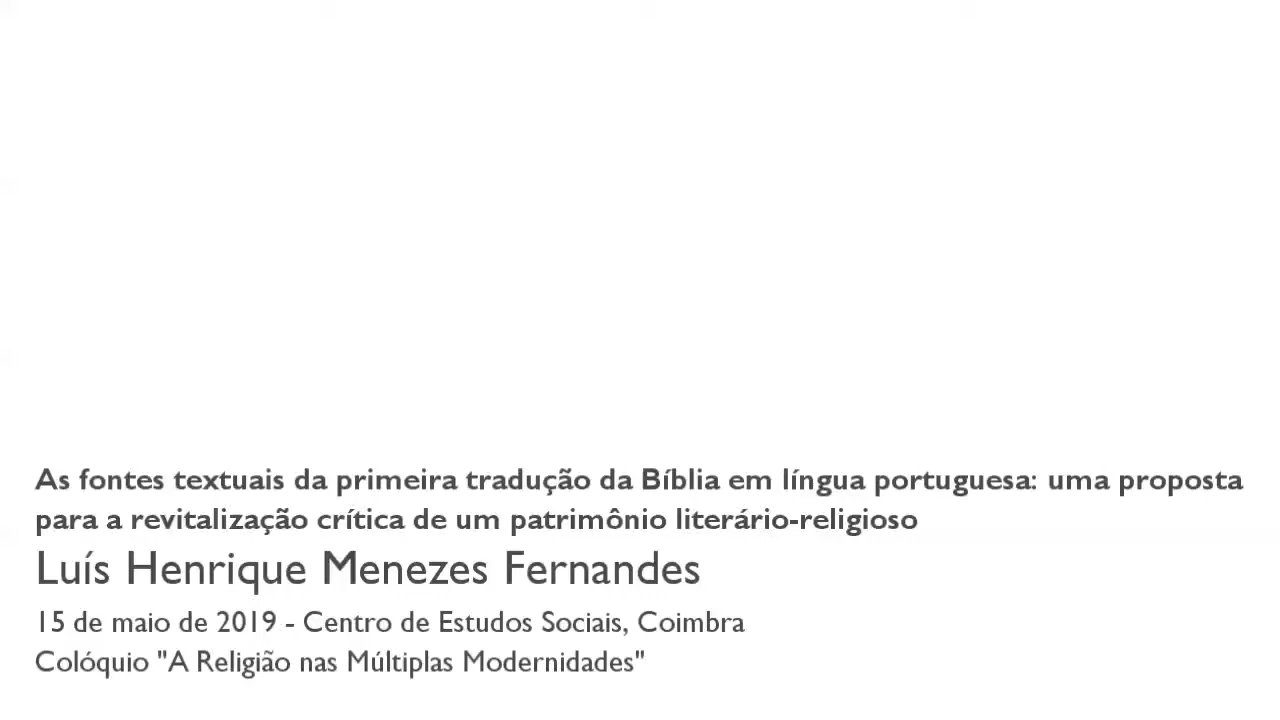 As fontes textuais da primeira tradução da Bíblia em língua portuguesa: uma proposta
para a revitalização crítica de um patrimônio literário-religioso
Luís Henrique Menezes Fernandes
15 de maio de 2019 - Centro de Estudos Sociais, Coimbra
Colóquio "A Religião nas Múltiplas Modernidades"